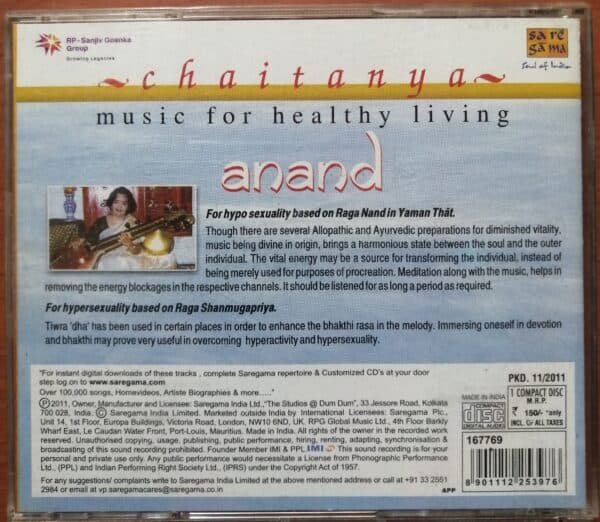 RP-Sanjiv Goenka
Group
Growing Legacies
sa re
ga ma
Soul of India
~chaitanya~
music for healthy living
anand
For hypo sexuality based on Raga Nand in Yaman Thāt.
Though there are several Allopathic and Ayurvedic preparations for diminished vitality,
music being divine in origin, brings a harmonious state between the soul and the outer
individual. The vital energy may be a source for transforming the individual, instead of
being merely used for purposes of procreation. Meditation along with the music, helps in
removing the energy blockages in the respective channels. It should be listened for as long a period as required.
For hypersexuality based on Raga Shanmugapriya.
Tiwra 'dha' has been used in certain places in order to enhance the bhakthi rasa in the melody. Immersing oneself in devotion
and bhakthi may prove very useful in overcoming hyperactivity and hypersexuality.
"For instant digital downloads of these tracks , complete Saregama repertoire & Customized CD's at your door
step log on to www.saregama.com
Over 100,000 songs, Homevideos, Artiste Biographies & more....."
Ⓟ2011, Owner, Manufacturer and Licensee: Saregama India Ltd.,"The Studios @ Dum Dum", 33 Jessore Road, Kolkata
700 028, India, Ⓒ Saregama India Limited. Marketed outside India by International Licensees: Saregama Plc.,
Unit 14, 1st Floor, Europa Buildings, Victoria Road, London, NW10 6ND, UK. RPG Global Music Ltd., 4th Floor Barkly
Wharf East, Le Caudan Water Front, Port-Louis, Mauritius. Made in India. All rights of the owner in the recorded work
reserved. Unauthorised copying, usage, publishing, public performance, hiring, renting, adapting, synchronisation &
broadcasting of this sound recording prohibited. Founder Member IMI & PPL.IMI This sound recording is for your
personal and private use only. Any public performance would necessitate a License from Phonographic Performance
Ltd., (PPL) and Indian Performing Right Society Ltd., (IPRS) under the Copyright Act of 1957.
For any suggestions/ complaints write to Saregama India Limited at the above mentioned address or call at +91 33 2551
2984 or email at vp.saregamacares@saregama.co.in
APP
PKD. 11/2011
MADE IN INDIA
COMPACT
disc
DIGITAL AUDIO
1 COMPACT DISC
M.R.P.
₹ 150/- *only
INCL. OF ALL TAXES
167769
8 901112 253976